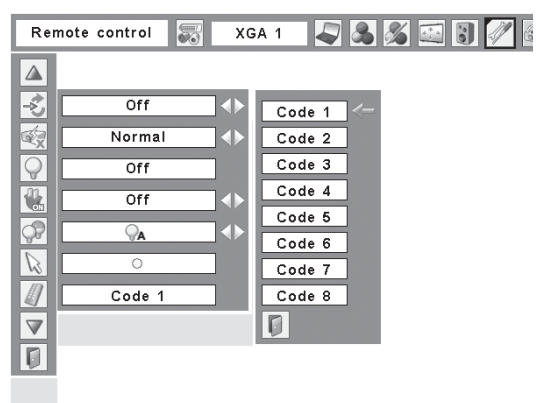 Remote control XGA 1
Off
Normal
Off
Off
A
Code 1
Code 1
Code 2
Code 3
Code 4
Code 5
Code 6
Code 7
Code 8
ON